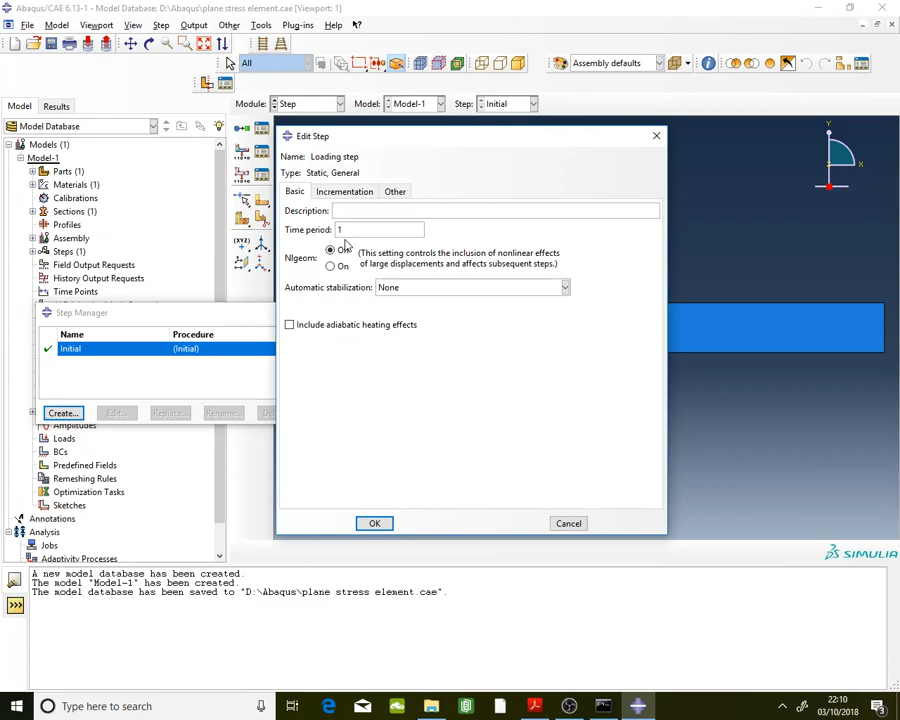 Abaqus/CAE 6.13-1 - Model Database: D:\Abaqus\plane stress element.cae [Viewport: 1]
File Model Viewport View Step Output Other Tools Plug-ins Help
All Assembly defaults
Model Results Module: Step Model: Model-1 Step: Initial
Model Database
Models (1)
Model-1
Parts (1)
Materials (1)
Calibrations
Sections (1)
Profiles
Assembly
Steps (1)
Field Output Requests
History Output Requests
Time Points
Step Manager
Name Procedure
Initial (Initial)
Create... Edit... Replace... Rename...
Loads
BCs
Predefined Fields
Remeshing Rules
Optimization Tasks
Sketches
Annotations
Analysis
Jobs
Adaptivity Processes
Edit Step
Name: Loading step
Type: Static, General
Basic Incrementation Other
Description:
Time period: 1
Nlgeom: Off (This setting controls the inclusion of nonlinear effects
On of large displacements and affects subsequent steps.)
Automatic stabilization: None
Include adiabatic heating effects
OK Cancel
Y
X
SIMULIA
A new model database has been created.
The model "Model-1" has been created.
The model database has been saved to "D:\Abaqus\plane stress element.cae".
Type here to search
22:10
03/10/2018
3